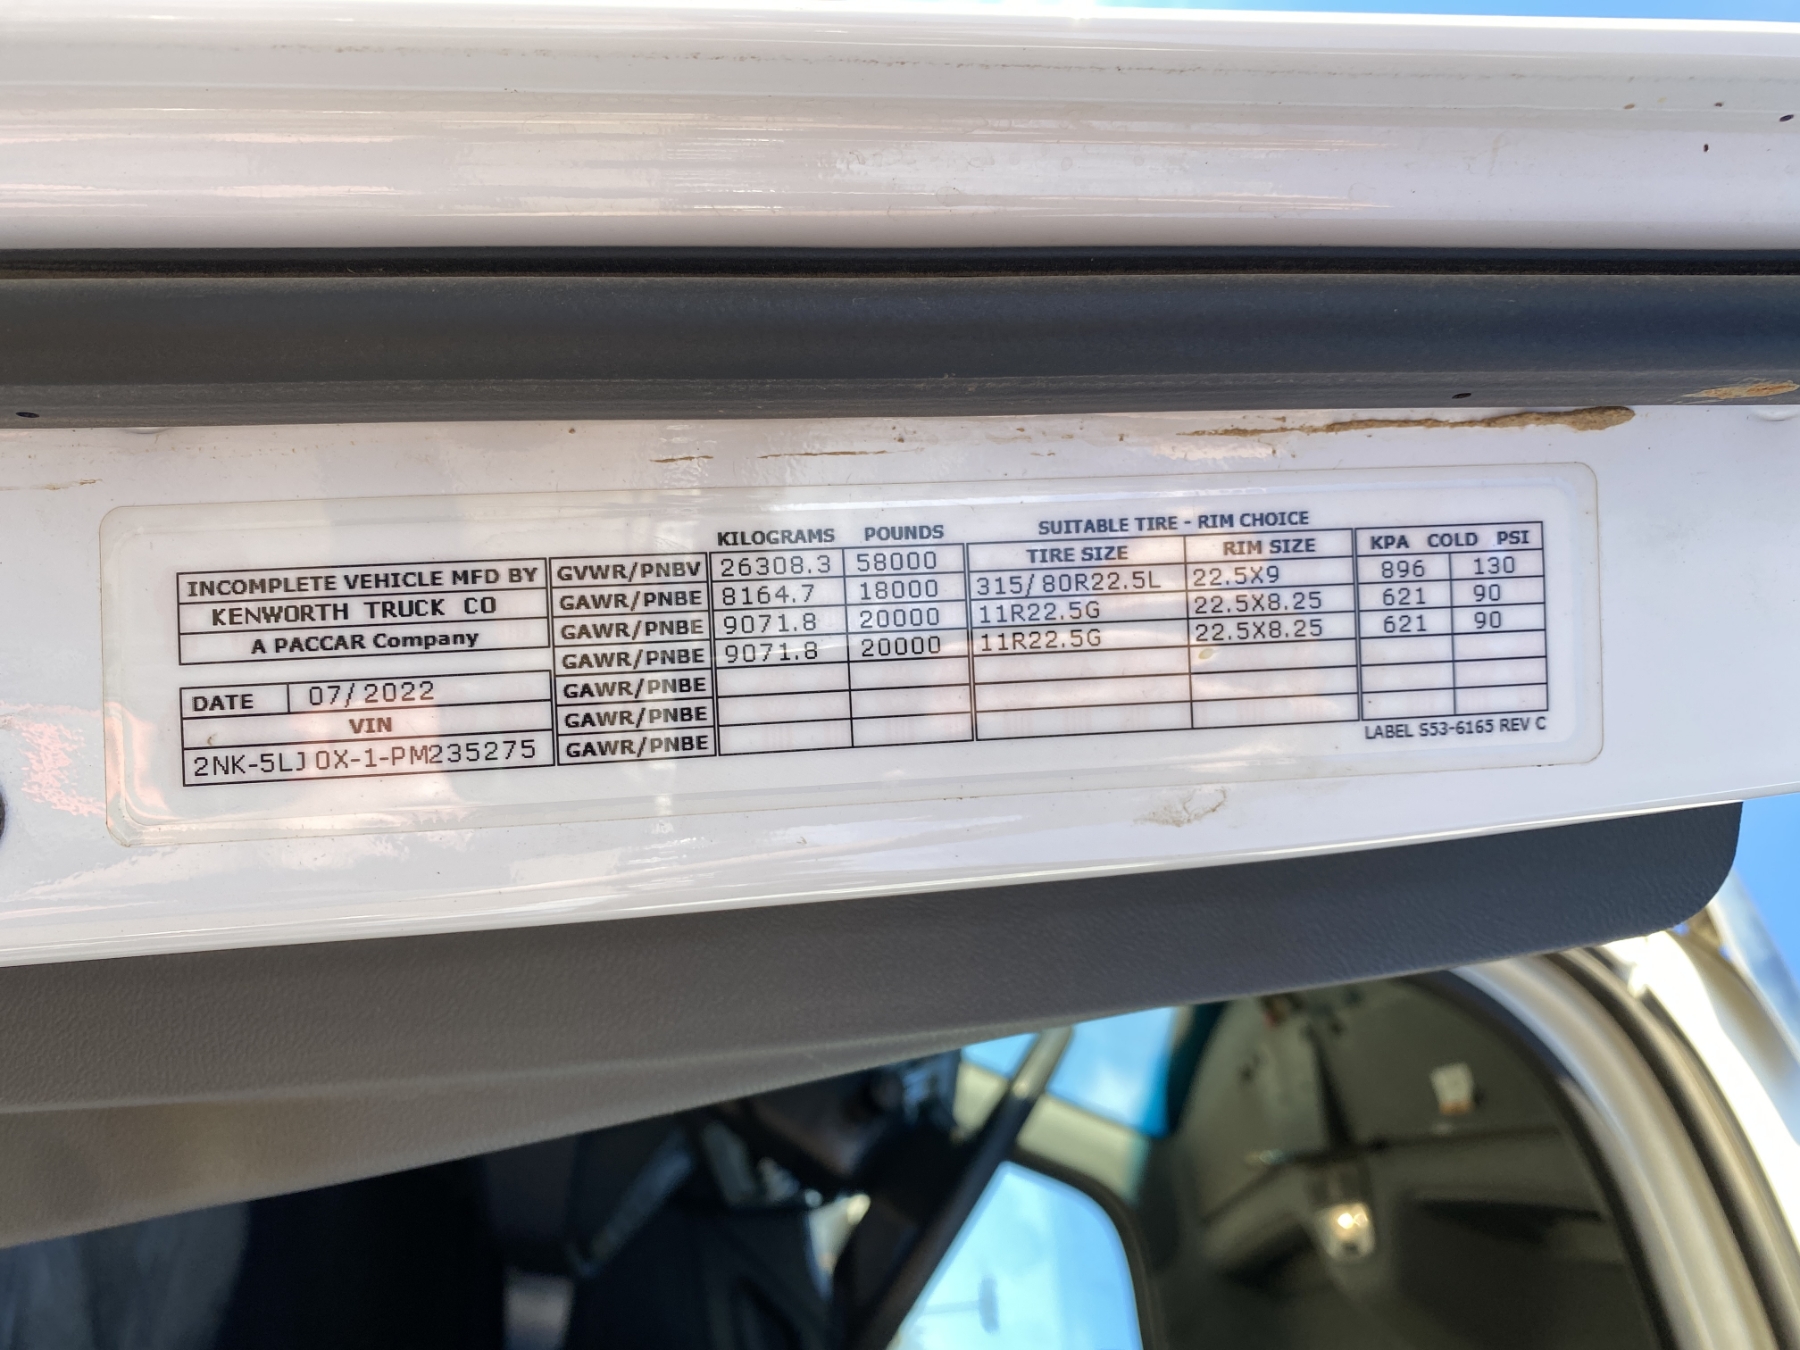 KILOGRAMS POUNDS SUITABLE TIRE - RIM CHOICE
TIRE SIZE RIM SIZE KPA COLD PSI
INCOMPLETE VEHICLE MFD BY
KENWORTH TRUCK CO
A PACCAR Company
DATE 07/2022
VIN
2NK-5LJ0X-1-PM235275
GVWR/PNBV 26308.3 58000
GAWR/PNBE 8164.7 18000 315/80R22.5L 22.5X9 896 130
GAWR/PNBE 9071.8 20000 11R22.5G 22.5X8.25 621 90
GAWR/PNBE 9071.8 20000 11R22.5G 22.5X8.25 621 90
GAWR/PNBE
GAWR/PNBE
GAWR/PNBE
LABEL S53-6165 REV C